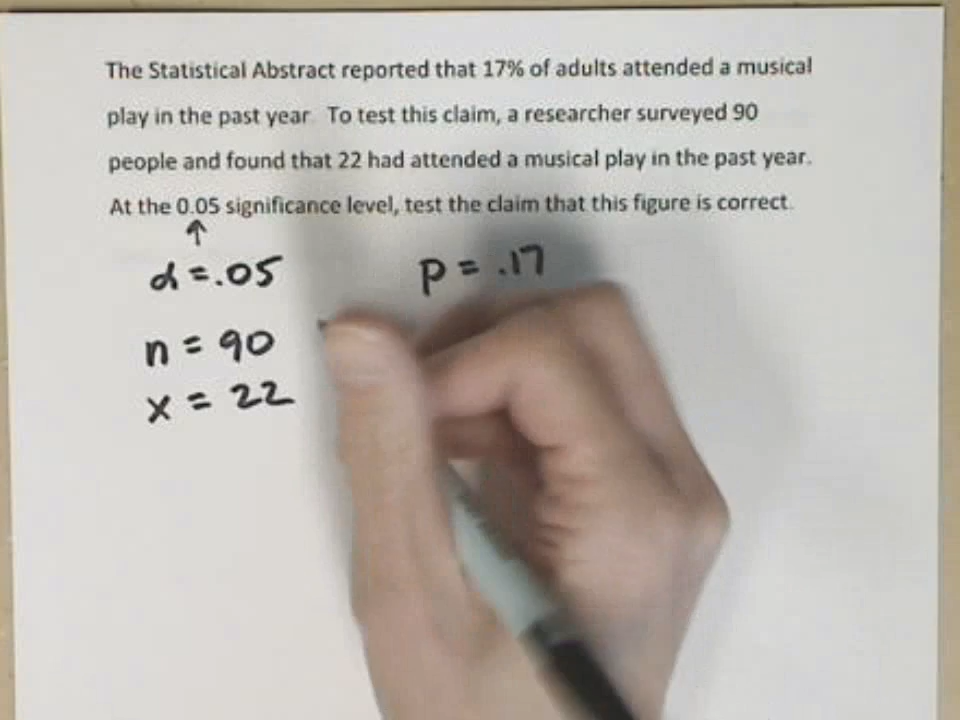 The Statistical Abstract reported that 17% of adults attended a musical
play in the past year. To test this claim, a researcher surveyed 90
people and found that 22 had attended a musical play in the past year.
At the 0.05 significance level, test the claim that this figure is correct.
α = .05 p = .17
n = 90
x = 22